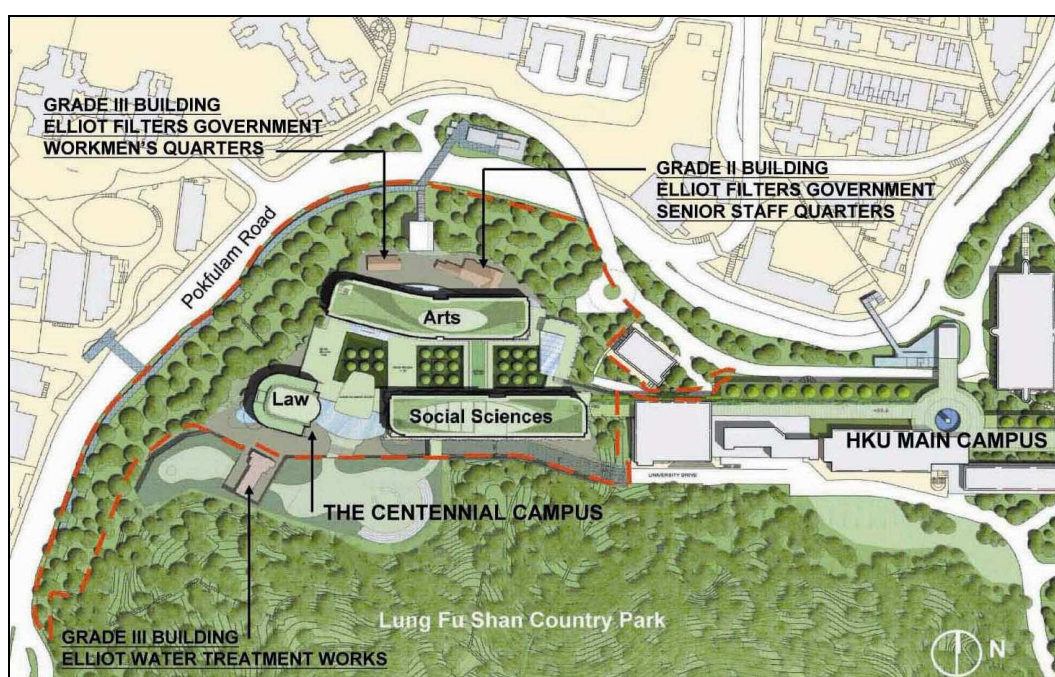 GRADE III BUILDING
ELLIOT FILTERS GOVERNMENT
WORKMEN'S QUARTERS
GRADE II BUILDING
ELLIOT FILTERS GOVERNMENT
SENIOR STAFF QUARTERS
Pokfulam Road
Arts
Law
Social Sciences
HKU MAIN CAMPUS
UNIVERSITY DRIVE
THE CENTENNIAL CAMPUS
Lung Fu Shan Country Park
GRADE III BUILDING
ELLIOT WATER TREATMENT WORKS
N